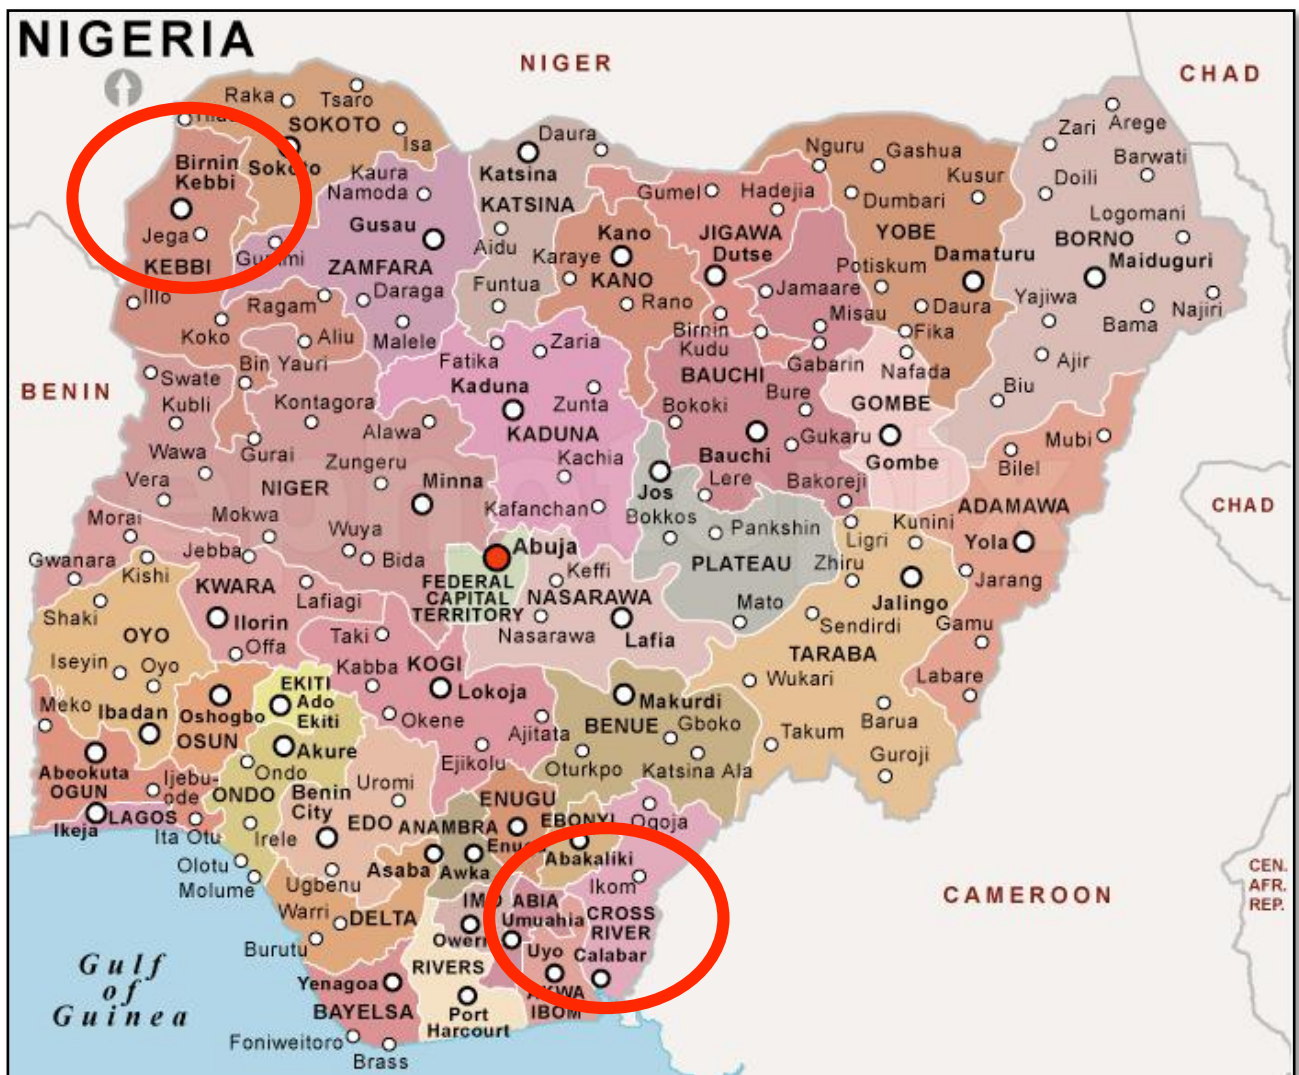 NIGERIA
NIGER
CHAD
Raka
Tsaro
SOKOTO
Isa
Sokoto
Birnin
Kebbi
Jega
KEBBI
Kaura
Namoda
Gusau
ZAMFARA
Daraga
Gummi
Illo
Ragam
Koko
Aliu
Malele
Daura
Katsina
KATSINA
Aidu
Funtua
Karaye
Kano
KANO
Rano
Gumel
Hadejia
JIGAWA
Dutse
Jamaare
Misau
Birnin
Kudu
Gabarin
Nguru
Gashua
Kusur
Dumbari
YOBE
Damaturu
Potiskum
Daura
Fika
Nafada
Zari
Arege
Barwati
Doili
Logomani
BORNO
Maiduguri
Yajiwa
Bama
Najiri
Ajir
Biu
BENIN
Swate
Bin Yauri
Kubli
Kontagora
Wawa
Gurai
Alawa
Zungeru
Vera
NIGER
Minna
Mokwa
Wuya
Bida
Fatika
Zaria
Kaduna
Zunta
KADUNA
Kachia
Kafanchan
BAUCHI
Bure
Bokoki
Bauchi
Gukaru
Lere
Bakoreji
GOMBE
Gombe
Mubi
Bilel
ADAMAWA
Yola
Jarang
CHAD
Jos
Bokkos
Pankshin
PLATEAU
Mato
Kunini
Ligri
Zhiru
Jalingo
Sendirdi
Gamu
TARABA
Labare
Wukari
Takum
Barua
Guroji
Morai
Gwanara
Kishi
Jebba
KWARA
Lafiagi
Ilorin
Offa
Shaki
OYO
Iseyin
Oyo
Ibadan
Abuja
FEDERAL
CAPITAL
TERRITORY
Keffi
NASARAWA
Nasarawa
Lafia
Taki
Kabba
KOGI
Lokoja
Okene
Ajitata
Ejikolu
Makurdi
BENUE
Gboko
Oturkpo
Katsina Ala
Meko
Oshogbo
OSUN
EKITI
Ado
Ekiti
Akure
Ondo
ONDO
Abeokuta
OGUN
Ijebu-
ode
Ikeja
LAGOS
Ita Otu
Irele
Olotu
Molume
Uromi
Benin
City
EDO
Ugbenu
ANAMBRA
Asaba
Awka
ENUGU
Enugu
EBONYI
Abakaliki
Ogoja
Ikom
Warri
DELTA
Burutu
IMO
Owerri
ABIA
Umuahia
CROSS
RIVER
Uyo
Calabar
AKWA
IBOM
RIVERS
Port
Harcourt
Yenagoa
BAYELSA
Foniweitoro
Brass
CAMEROON
CEN.
AFR.
REP.
Gulf
of
Guinea